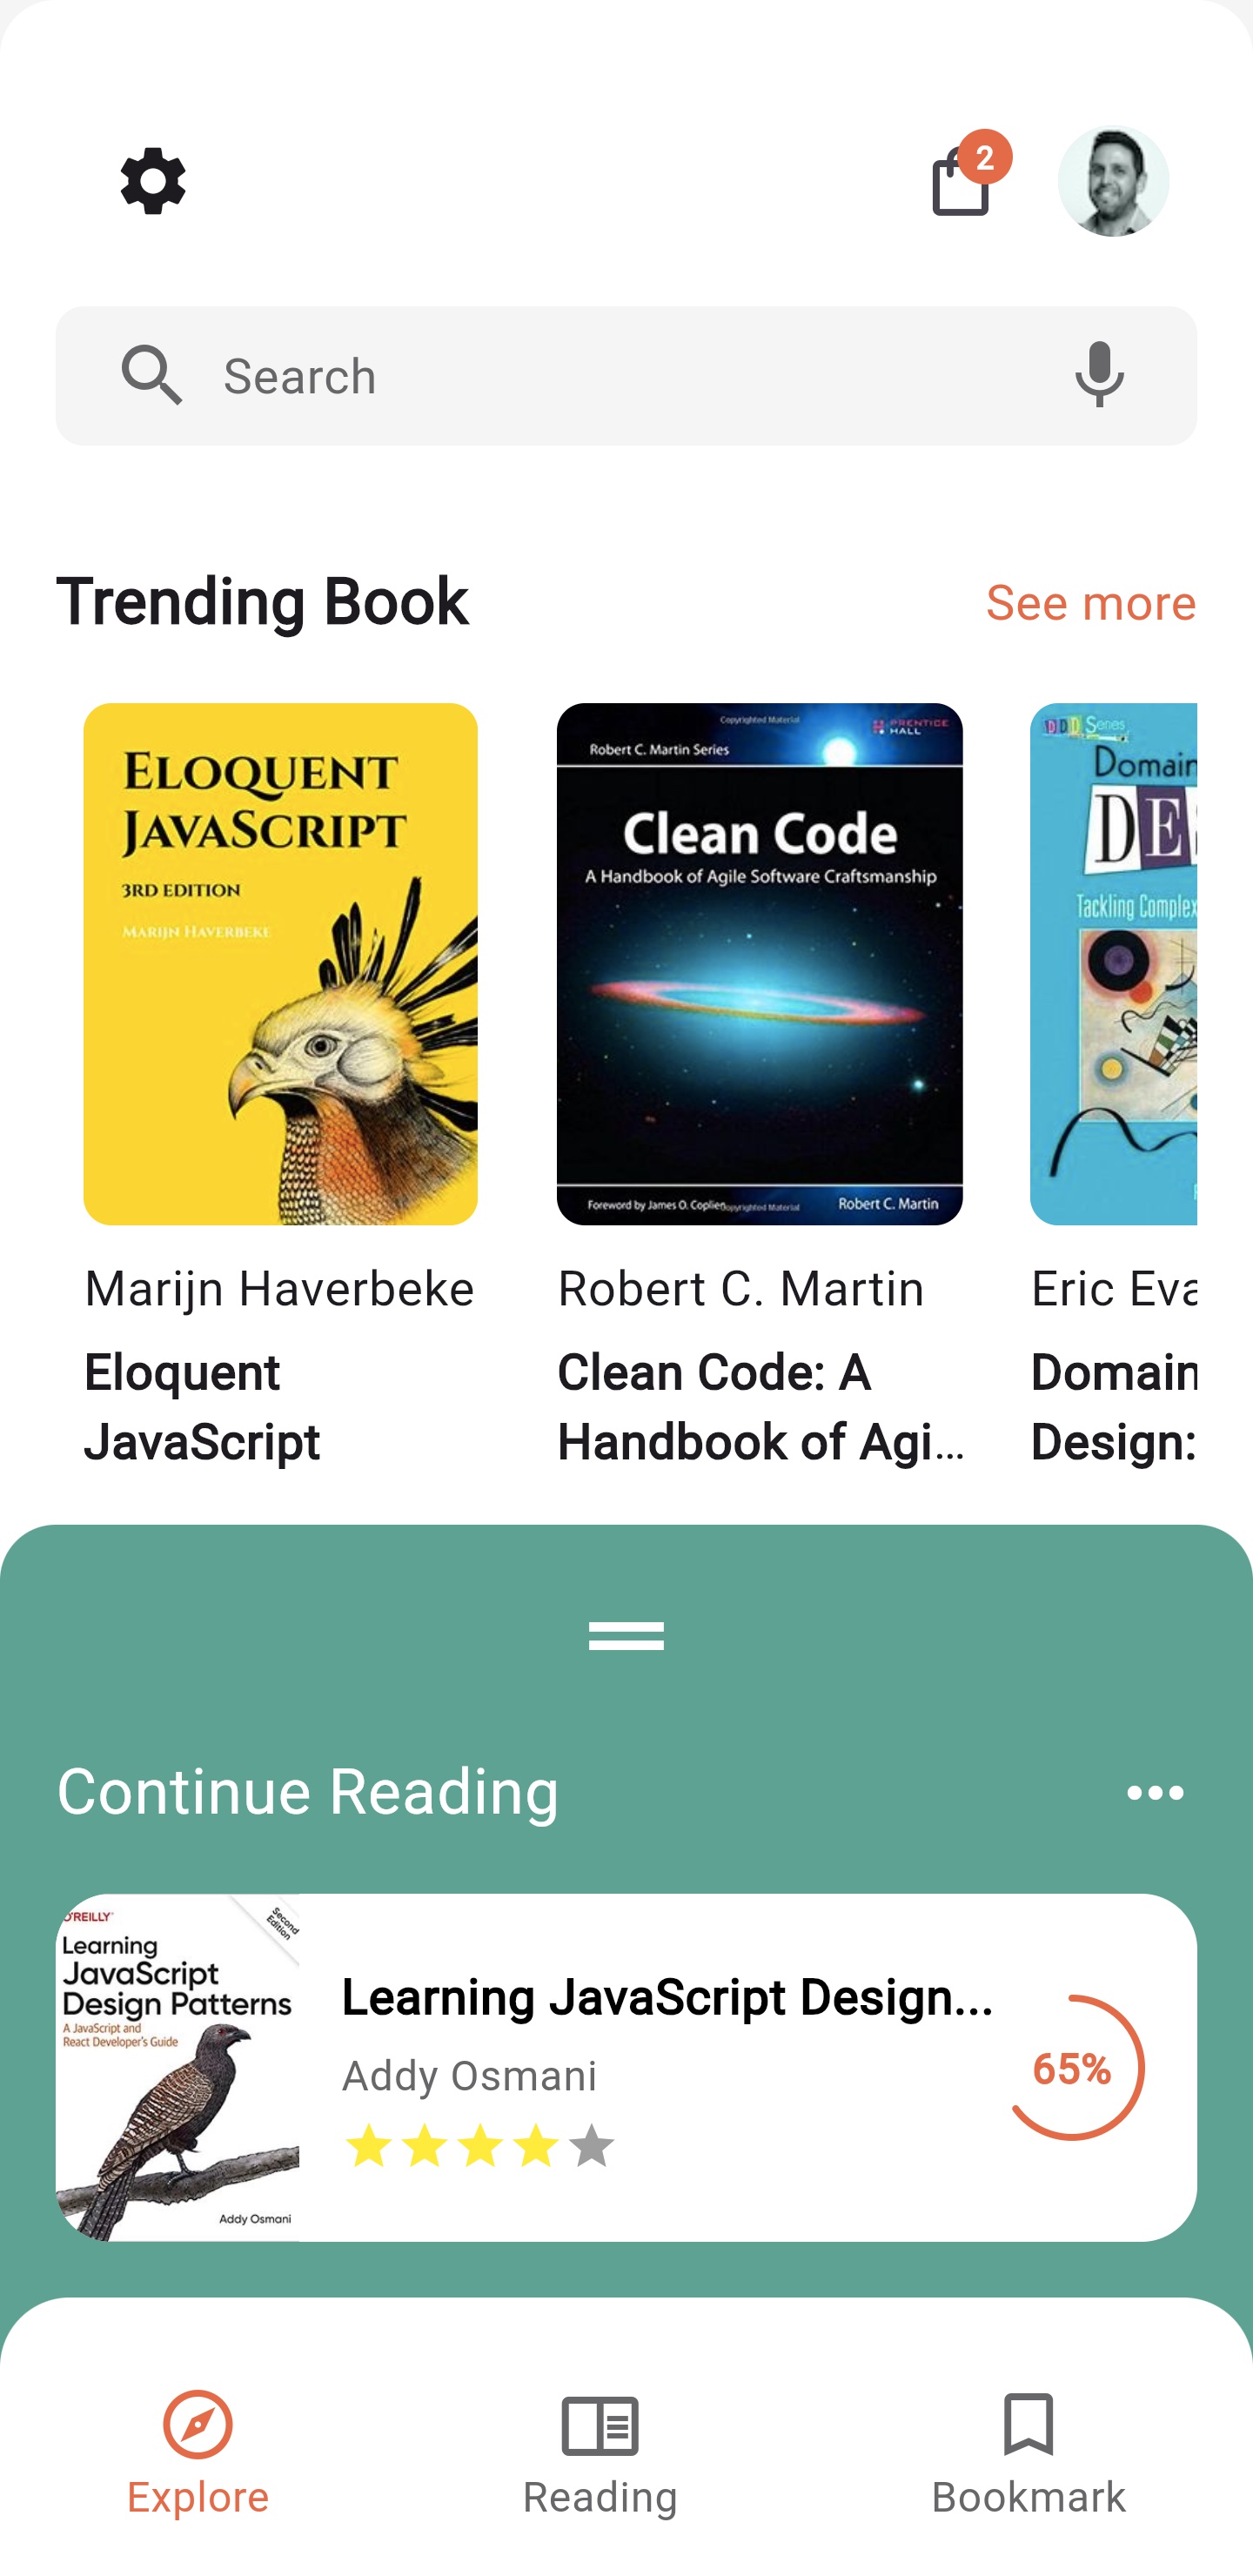 2
Search
Trending Book
See more
ELOQUENT
JAVASCRIPT
3RD EDITION
MARIJN HAVERBEKE
Copyrighted Material
PRENTICE
HALL
Robert C. Martin Series
Clean Code
A Handbook of Agile Software Craftsmanship
Foreword by James O. Coplien
Copyrighted Material
Robert C. Martin
DDD Series
Domain
DE
Tackling Complex
Marijn Haverbeke
Eloquent
JavaScript
Robert C. Martin
Clean Code: A
Handbook of Agi...
Eric Eva
Domain
Design:
Continue Reading
O'REILLY
Second
Edition
Learning
JavaScript
Design Patterns
A JavaScript and
React Developer's Guide
Addy Osmani
Learning JavaScript Design...
Addy Osmani
65%
Explore
Reading
Bookmark